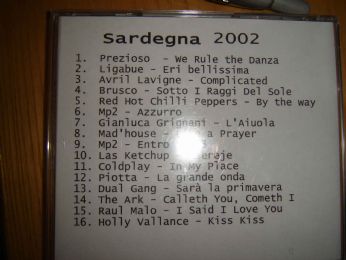 Sardegna 2002
1. Prezioso - We Rule the Danza
2. Ligabue - Eri bellissima
3. Avril Lavigne - Complicated
4. Brusco - Sotto I Raggi Del Sole
5. Red Hot Chilli Peppers - By the way
6. Mp2 - Azzurro
7. Gianluca Grignani - L'Aiuola
8. Mad'house - a Prayer
9. Mp2 - Entro
10. Las Ketchup -
11. Coldplay - In My Place
12. Piotta - La grande onda
13. Dual Gang - Sarà la primavera
14. The Ark - Calleth You, Cometh I
15. Raul Malo - I Said I Love You
16. Holly Vallance - Kiss Kiss